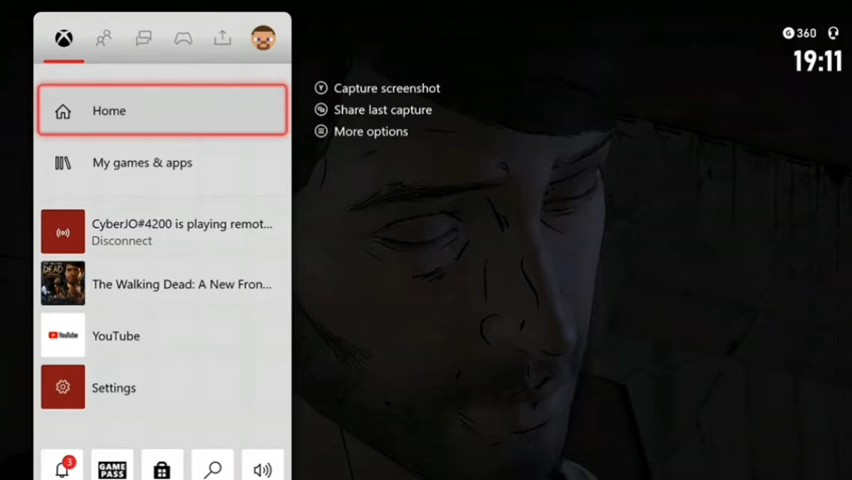 360
19:11
Home
My games & apps
CyberJO#4200 is playing remot...
Disconnect
The Walking Dead: A New Fron...
YouTube
YouTube
Settings
Y Capture screenshot
Share last capture
More options
3
GAME
PASS